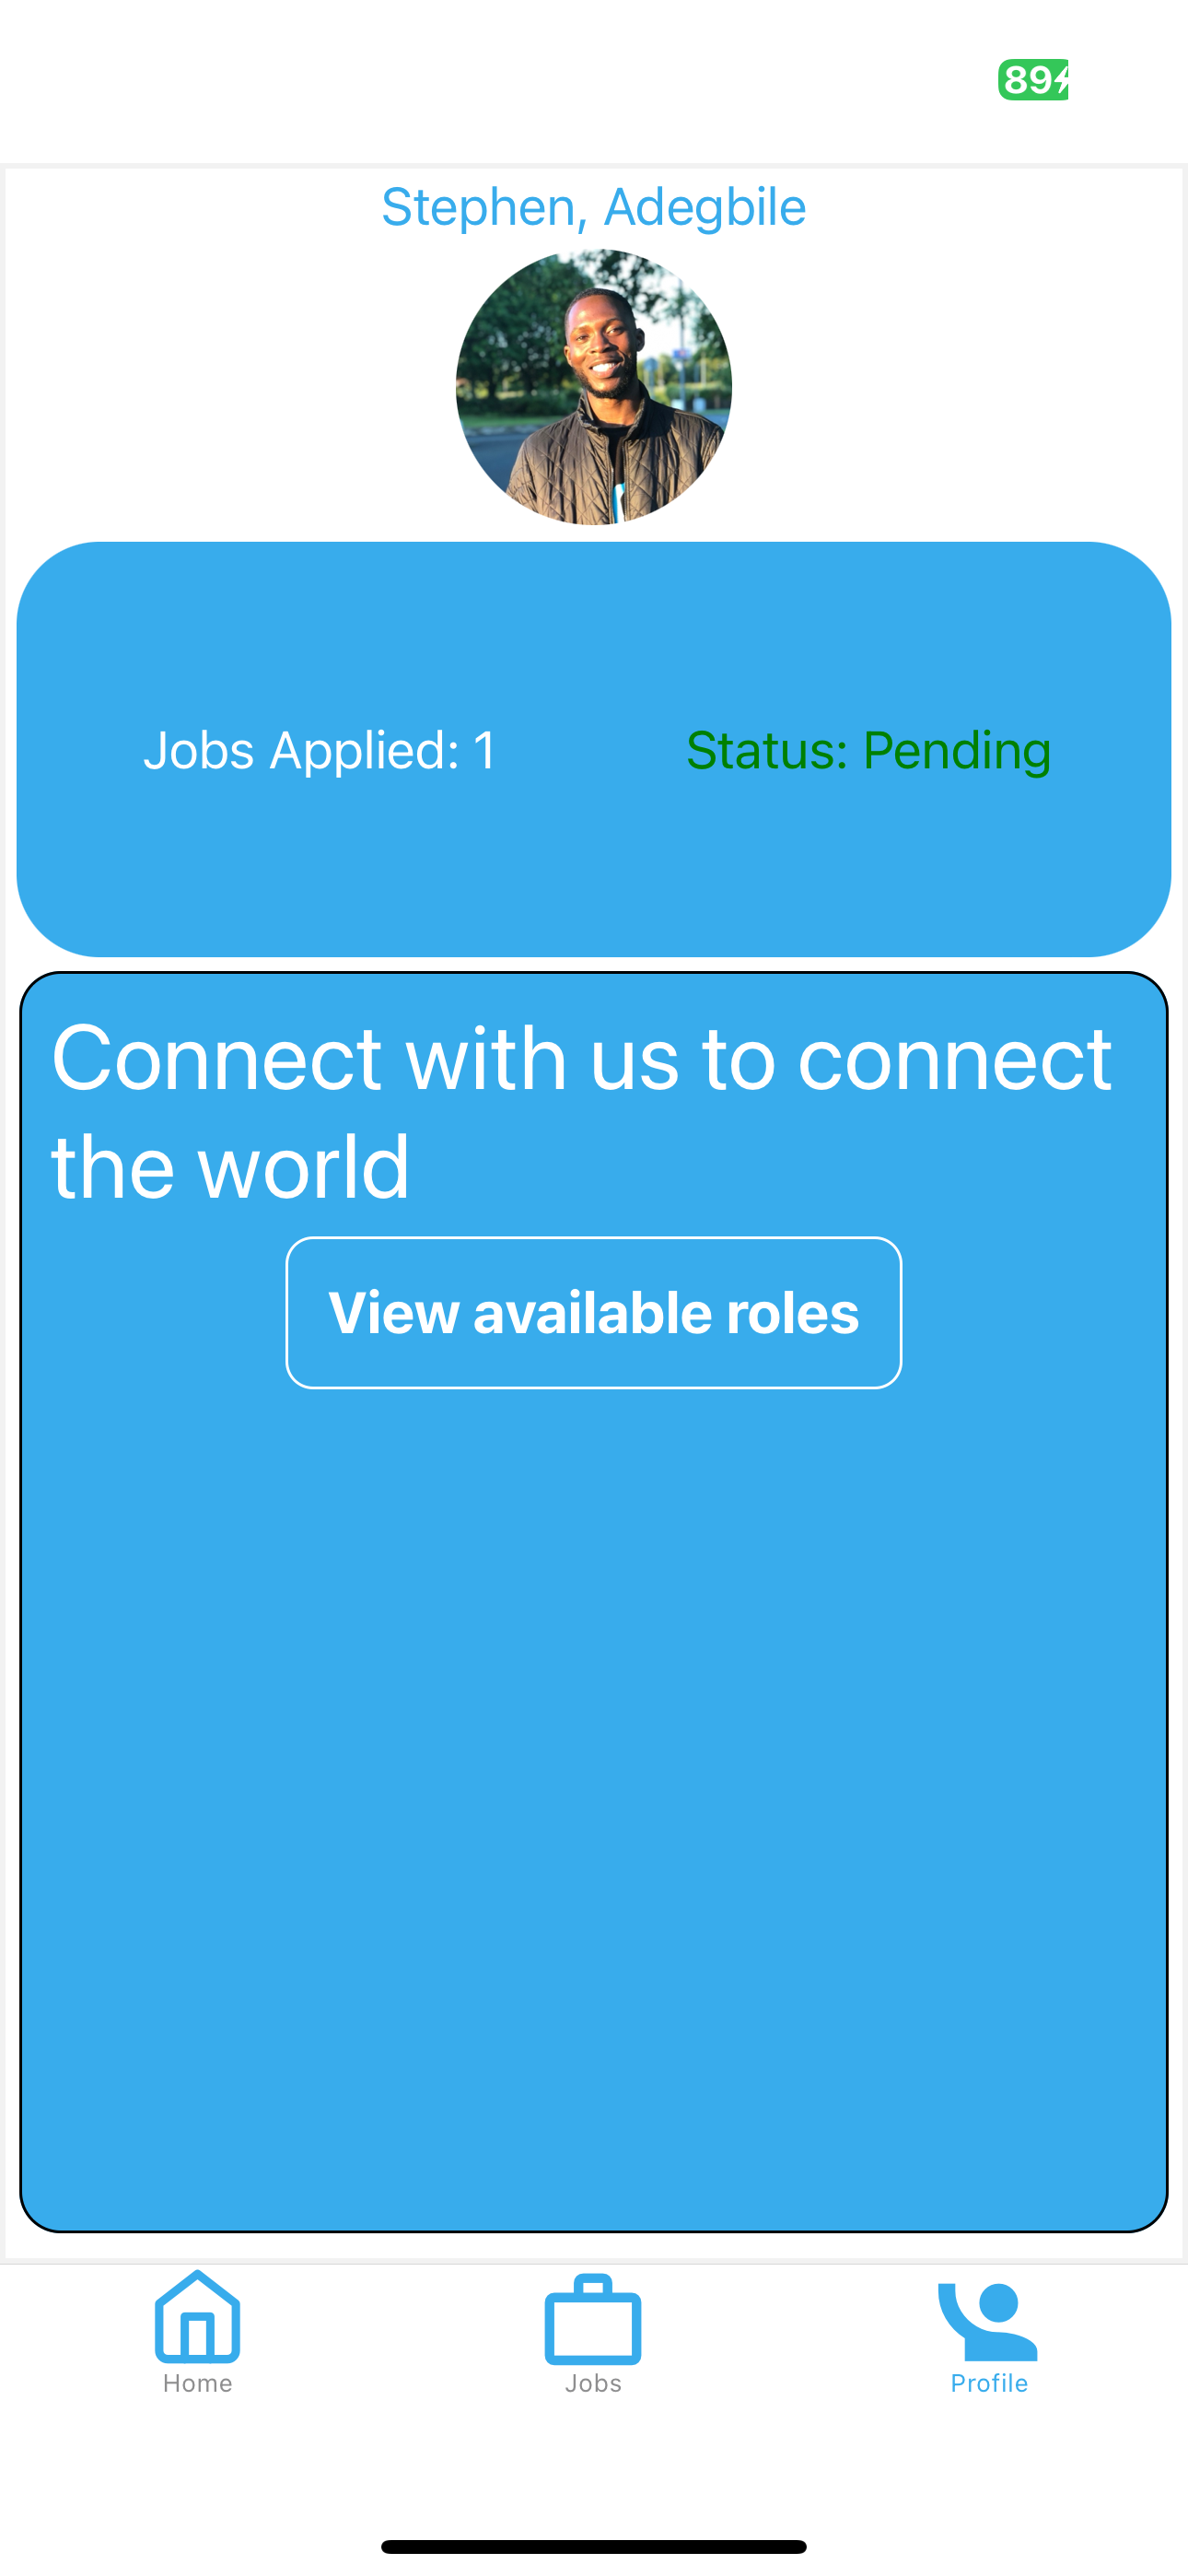 89
Stephen, Adegbile
Jobs Applied: 1
Status: Pending
Connect with us to connect
the world
View available roles
Home
Jobs
Profile